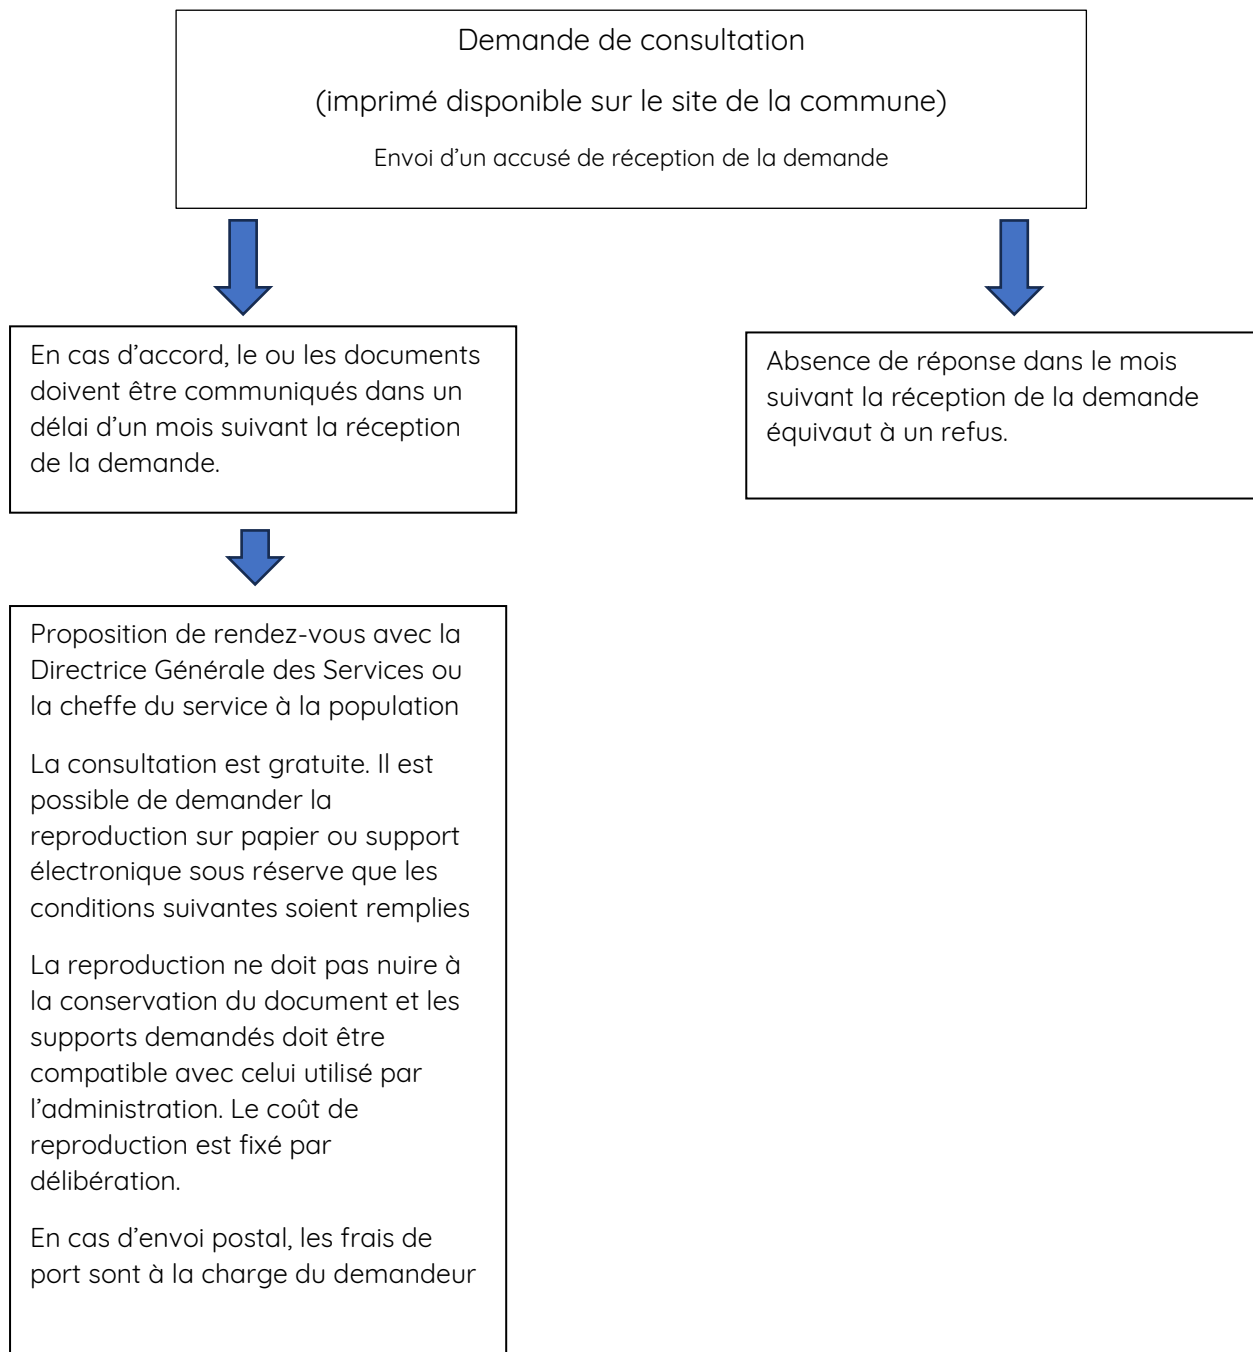 Demande de consultation
(imprimé disponible sur le site de la commune)
Envoi d’un accusé de réception de la demande
En cas d’accord, le ou les documents
doivent être communiqués dans un
délai d’un mois suivant la réception
de la demande.
Absence de réponse dans le mois
suivant la réception de la demande
équivaut à un refus.
Proposition de rendez-vous avec la
Directrice Générale des Services ou
la cheffe du service à la population
La consultation est gratuite. Il est
possible de demander la
reproduction sur papier ou support
électronique sous réserve que les
conditions suivantes soient remplies
La reproduction ne doit pas nuire à
la conservation du document et les
supports demandés doit être
compatible avec celui utilisé par
l’administration. Le coût de
reproduction est fixé par
délibération.
En cas d’envoi postal, les frais de
port sont à la charge du demandeur